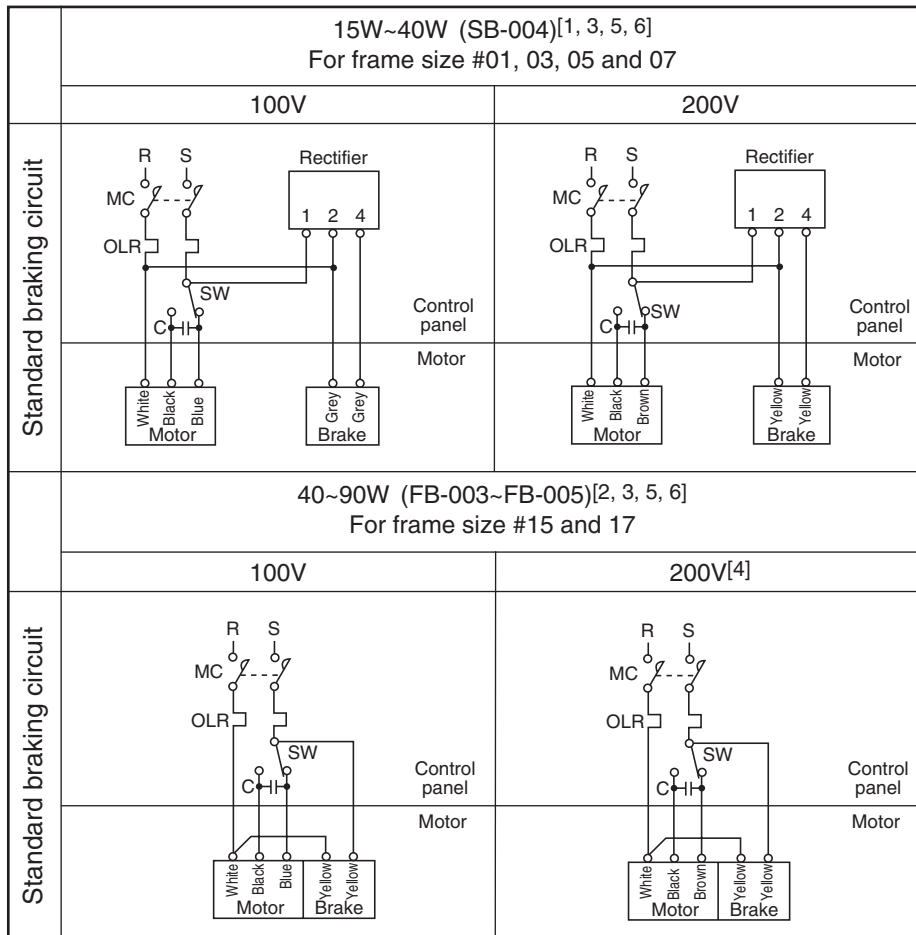 15W~40W (SB-004)[1, 3, 5, 6]
For frame size #01, 03, 05 and 07
100V
200V
Standard braking circuit
R S
Rectifier
MC
1 2 4
OLR
SW
C
Control
panel
Motor
White
Black
Blue
Motor
Grey
Grey
Brake
R S
Rectifier
MC
1 2 4
OLR
SW
C
Control
panel
Motor
White
Black
Brown
Motor
Yellow
Yellow
Brake
40~90W (FB-003~FB-005)[2, 3, 5, 6]
For frame size #15 and 17
100V
200V[4]
Standard braking circuit
R S
MC
OLR
SW
C
Control
panel
Motor
White
Black
Blue
Yellow
Yellow
Motor Brake
R S
MC
OLR
SW
C
Control
panel
Motor
White
Black
Brown
Yellow
Yellow
Motor Brake